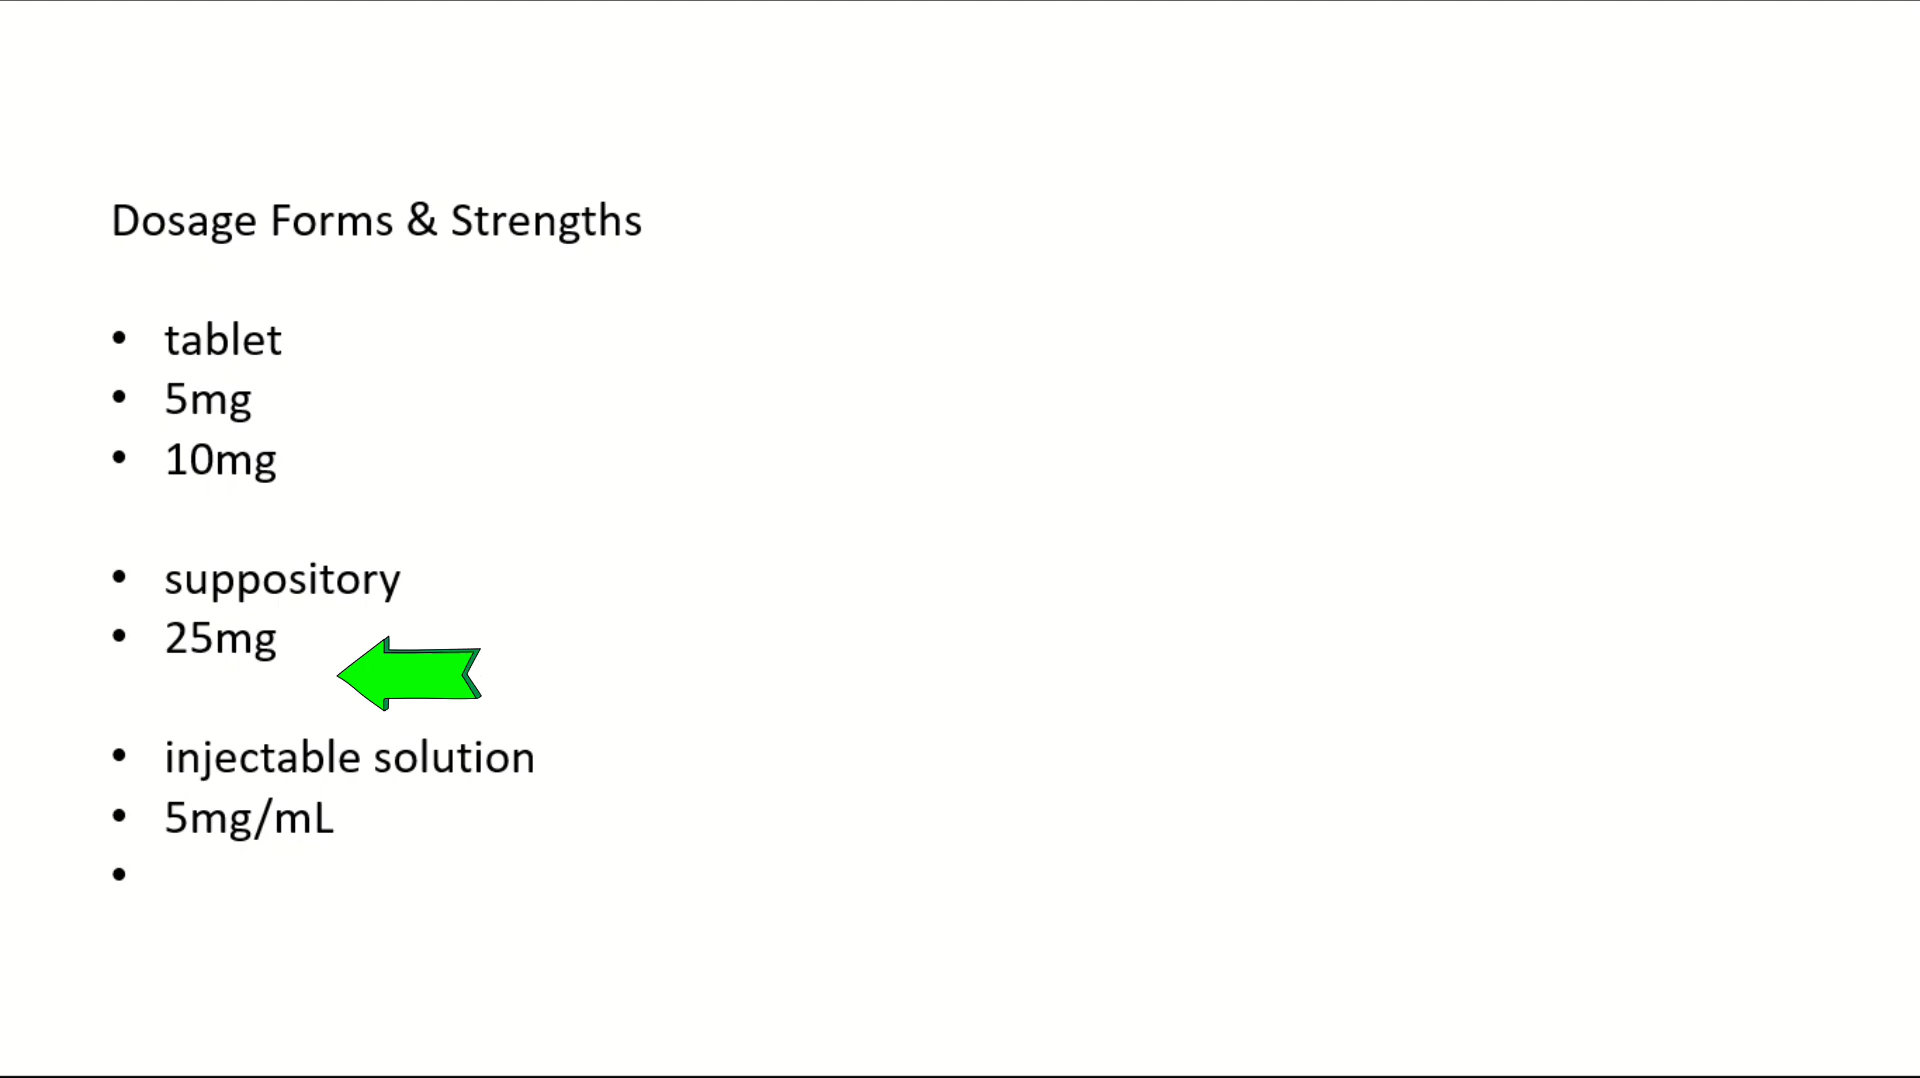 Dosage Forms & Strengths
• tablet
• 5mg
• 10mg
• suppository
• 25mg
• injectable solution
• 5mg/mL
•